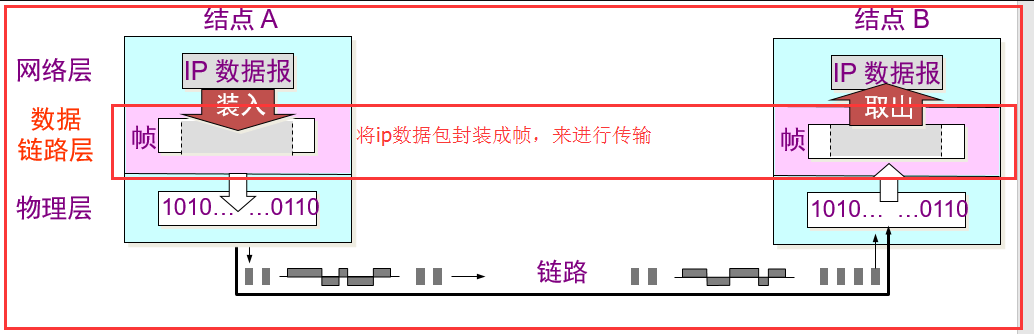 结点 A
结点 B
网络层
IP 数据报
IP 数据报
装入
取出
数据
链路层
帧
将ip数据包封装成帧，来进行传输
帧
物理层
1010… …0110
1010… …0110
链路